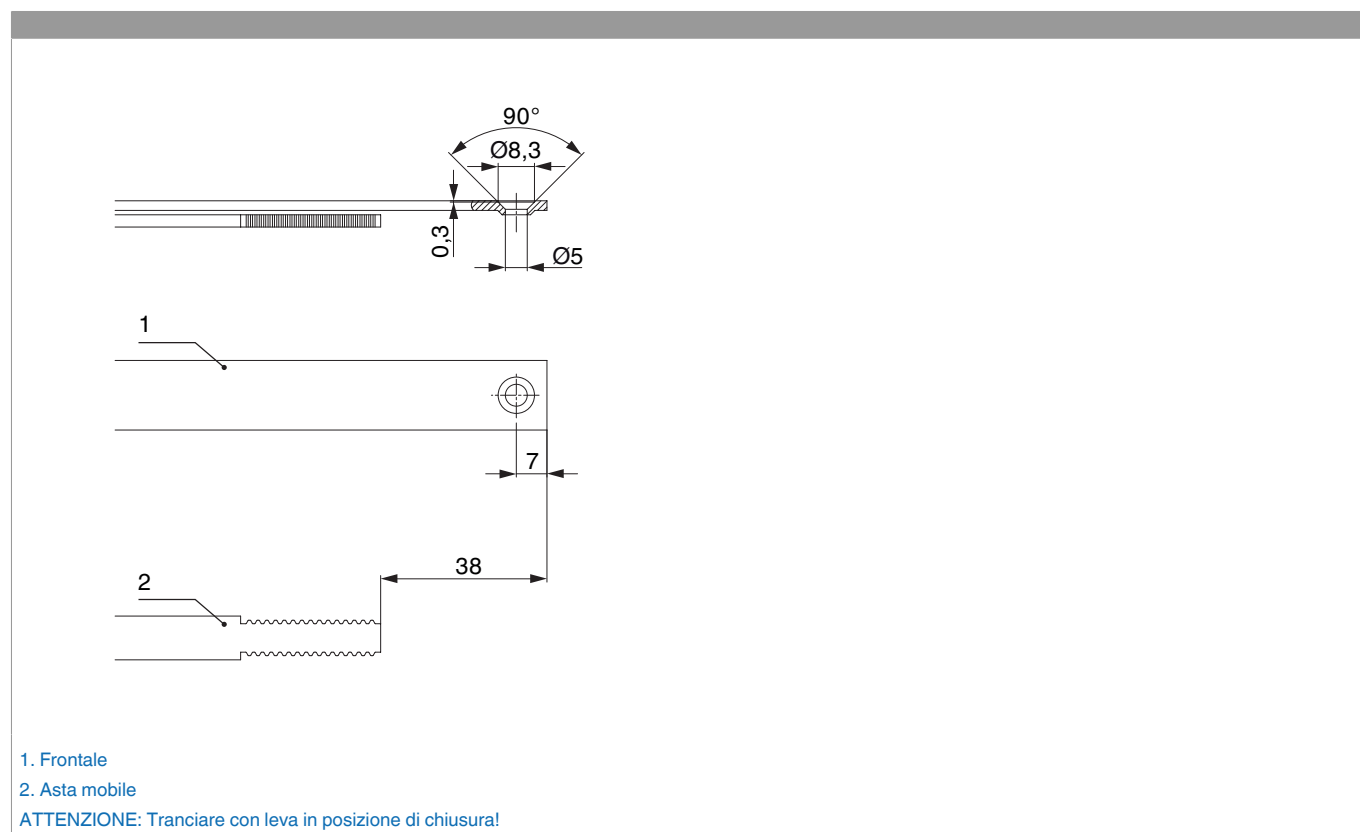 90°
Ø8,3
0,3
Ø5
1
7
38
2
1. Frontale
2. Asta mobile
ATTENZIONE: Tranciare con leva in posizione di chiusura!